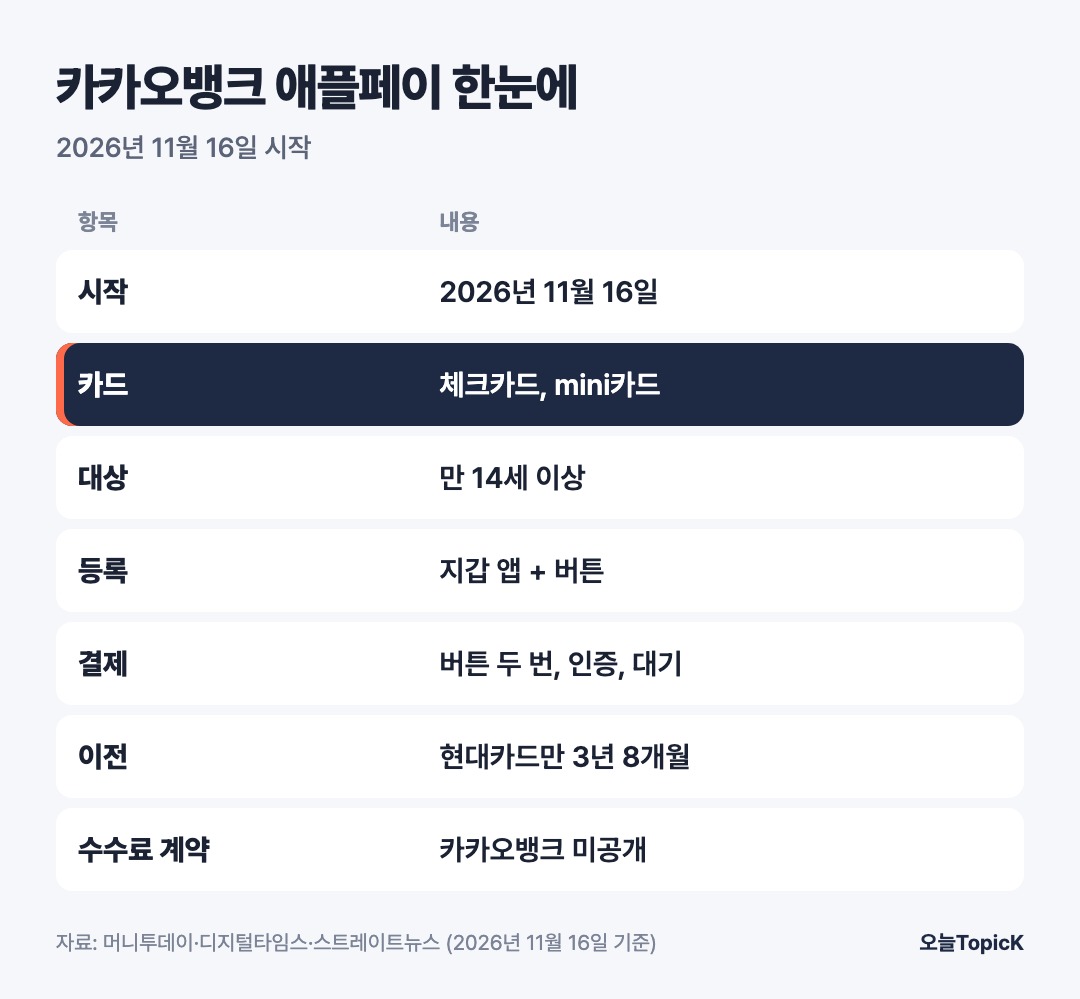 카카오뱅크 애플페이 한눈에
2026년 11월 16일 시작
항목 내용
시작 2026년 11월 16일
카드 체크카드, mini카드
대상 만 14세 이상
등록 지갑 앱 + 버튼
결제 버튼 두 번, 인증, 대기
이전 현대카드만 3년 8개월
수수료 계약 카카오뱅크 미공개
자료: 머니투데이·디지털타임스·스트레이트뉴스 (2026년 11월 16일 기준) 오늘TopicK